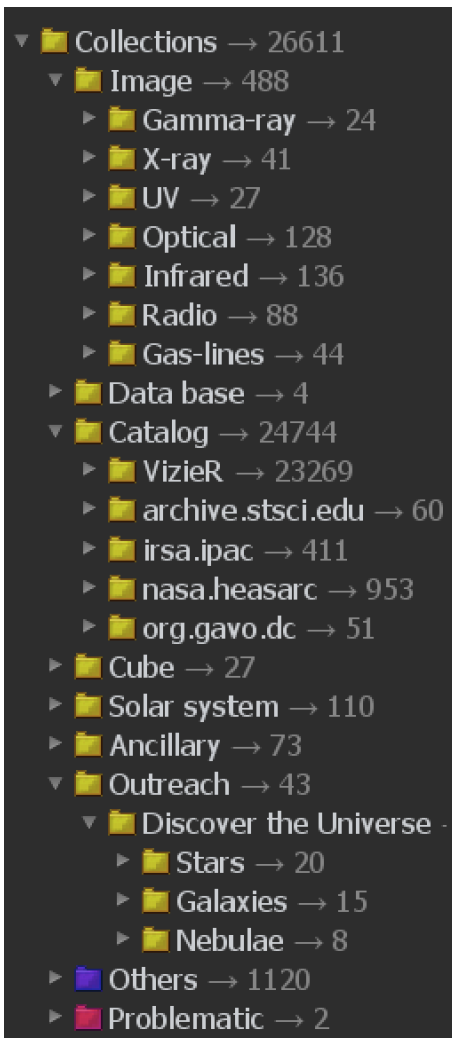 Collections → 26611
Image → 488
Gamma-ray → 24
X-ray → 41
UV → 27
Optical → 128
Infrared → 136
Radio → 88
Gas-lines → 44
Data base → 4
Catalog → 24744
VizieR → 23269
archive.stsci.edu → 60
irsa.ipac → 411
nasa.heasarc → 953
org.gavo.dc → 51
Cube → 27
Solar system → 110
Ancillary → 73
Outreach → 43
Discover the Universe -
Stars → 20
Galaxies → 15
Nebulae → 8
Others → 1120
Problematic → 2